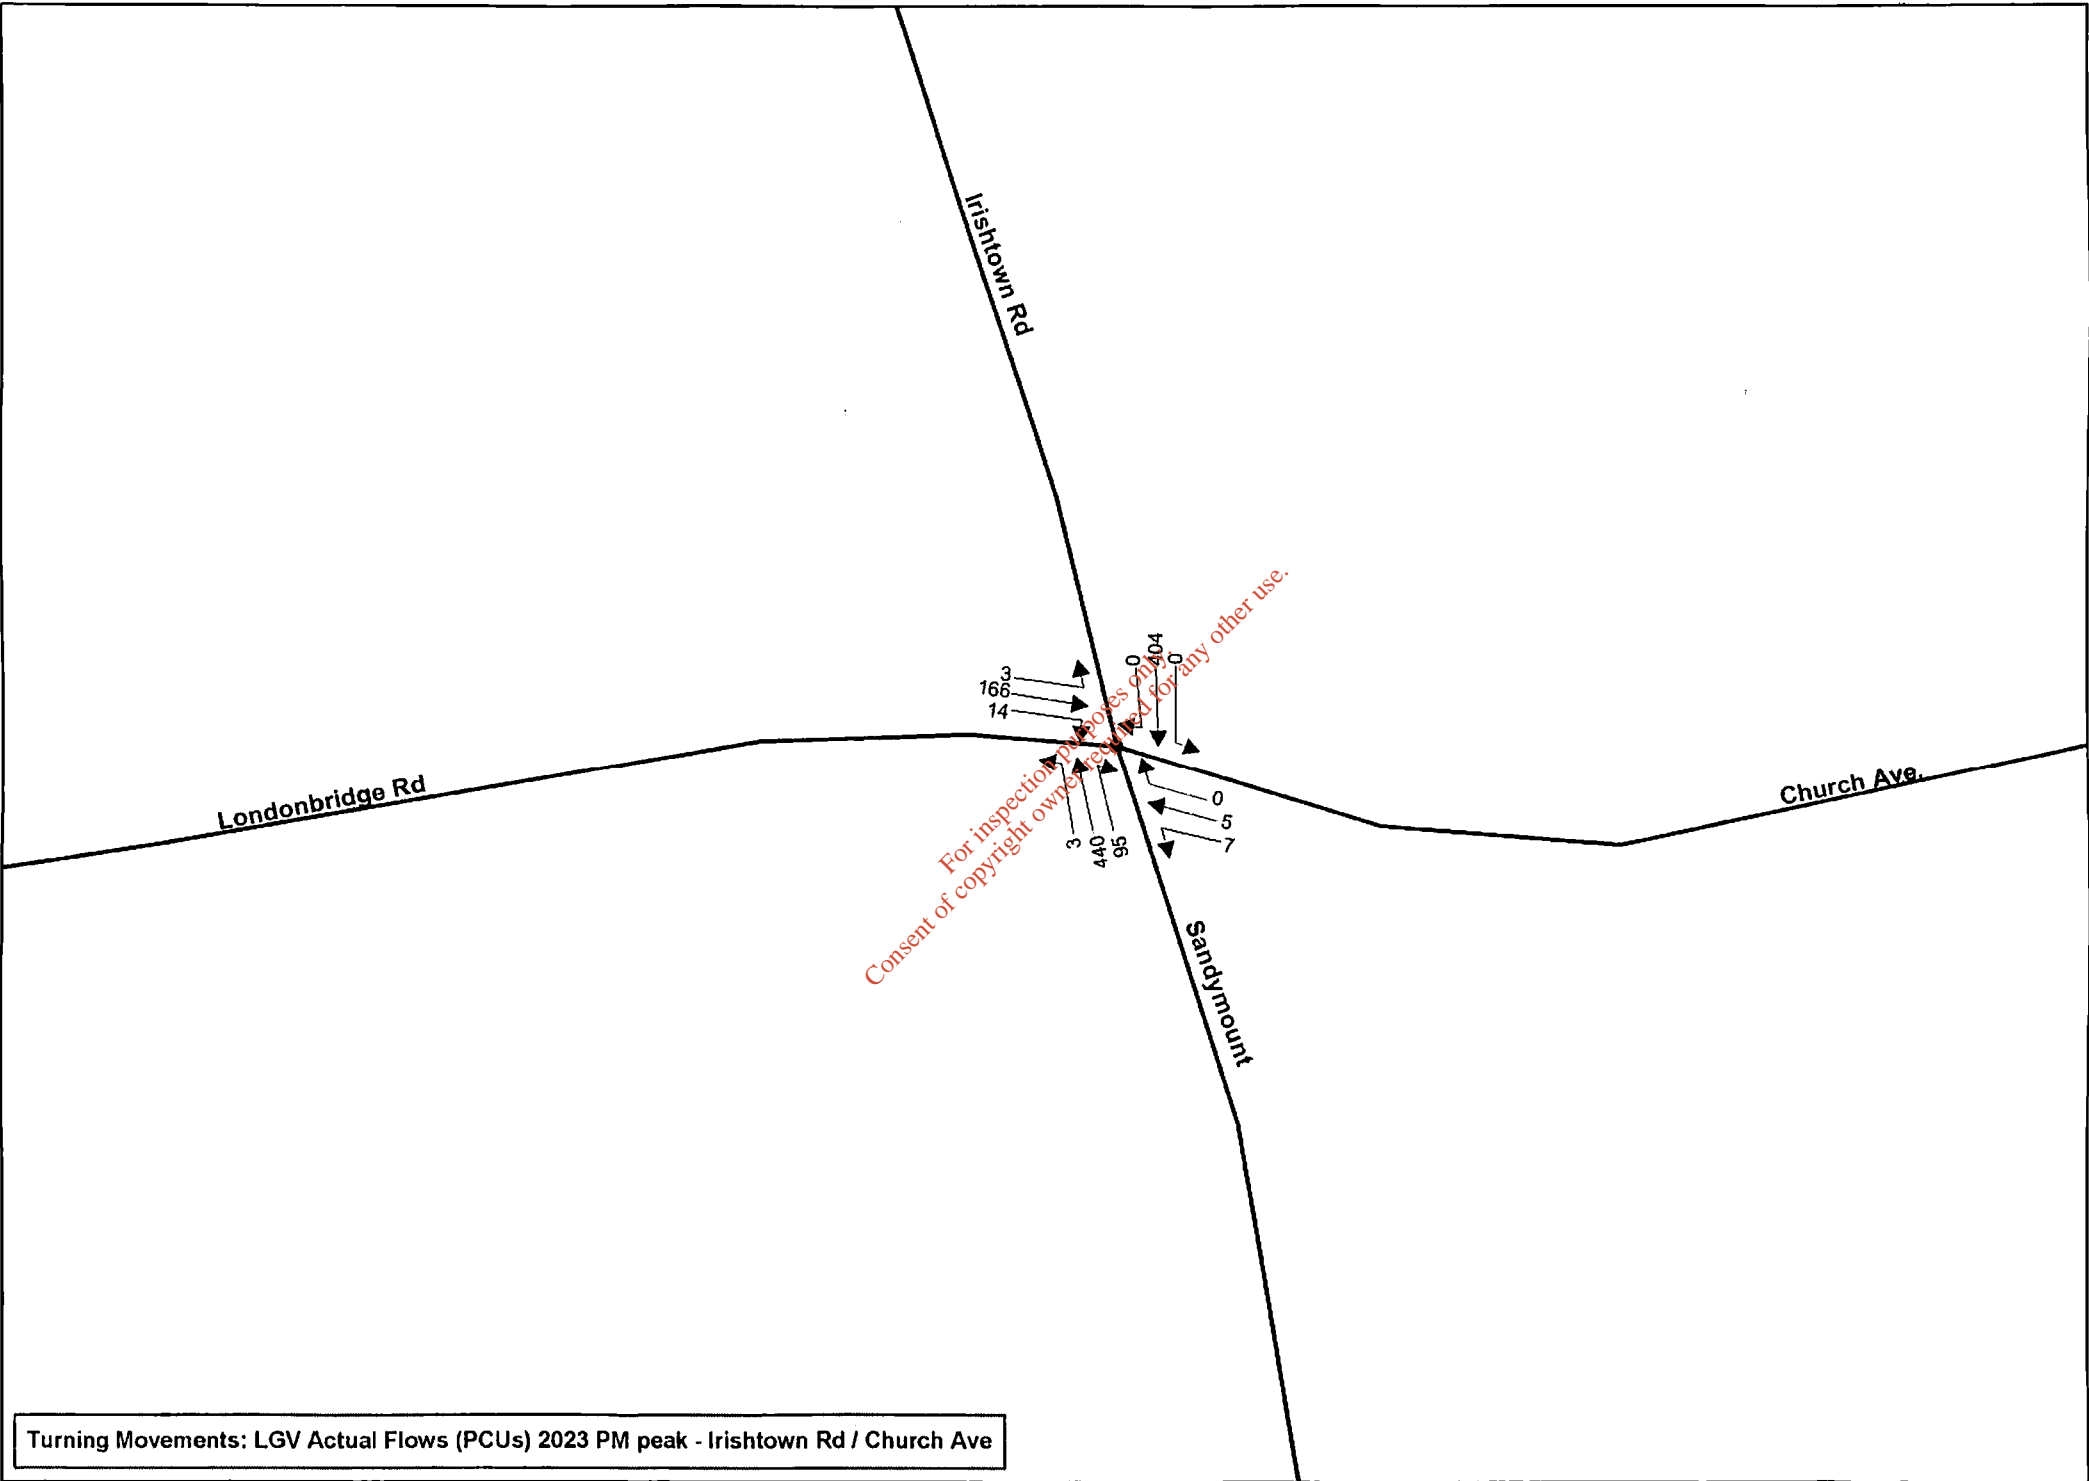 Irishtown Rd
0
404
0
3
166
14
Londonbridge Rd
Church Ave.
0
5
7
3
440
95
Sandymount
For inspection purposes only.
Consent of copyright owner required for any other use.
Turning Movements: LGV Actual Flows (PCUs) 2023 PM peak - Irishtown Rd / Church Ave